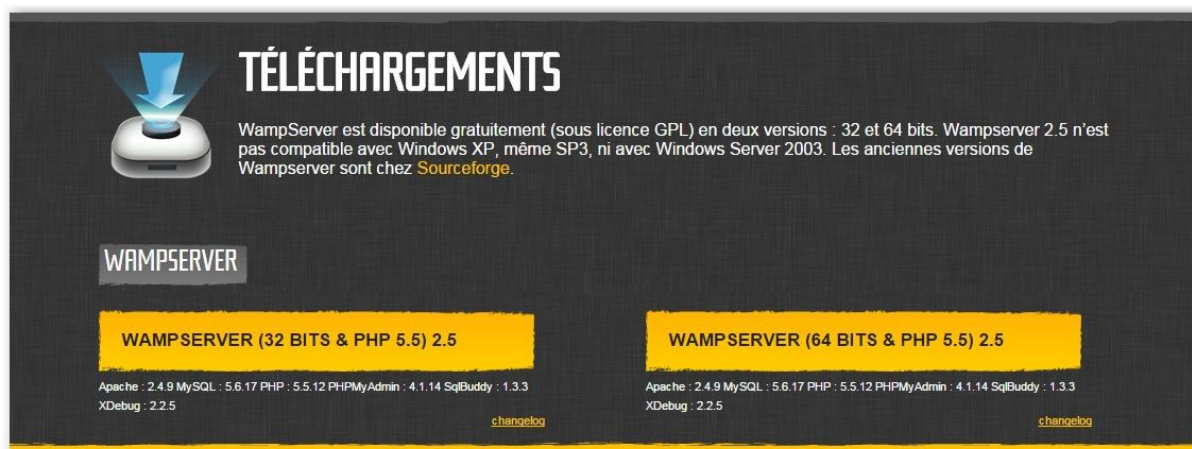 TÉLÉCHARGEMENTS
WampServer est disponible gratuitement (sous licence GPL) en deux versions : 32 et 64 bits. Wampserver 2.5 n'est
pas compatible avec Windows XP, même SP3, ni avec Windows Server 2003. Les anciennes versions de
Wampserver sont chez Sourceforge.
WAMPSERVER
WAMPSERVER (32 BITS & PHP 5.5) 2.5
Apache : 2.4.9 MySQL : 5.6.17 PHP : 5.5.12 PHPMyAdmin : 4.1.14 SqlBuddy : 1.3.3
XDebug : 2.2.5
changelog
WAMPSERVER (64 BITS & PHP 5.5) 2.5
Apache : 2.4.9 MySQL : 5.6.17 PHP : 5.5.12 PHPMyAdmin : 4.1.14 SqlBuddy : 1.3.3
XDebug : 2.2.5
changelog